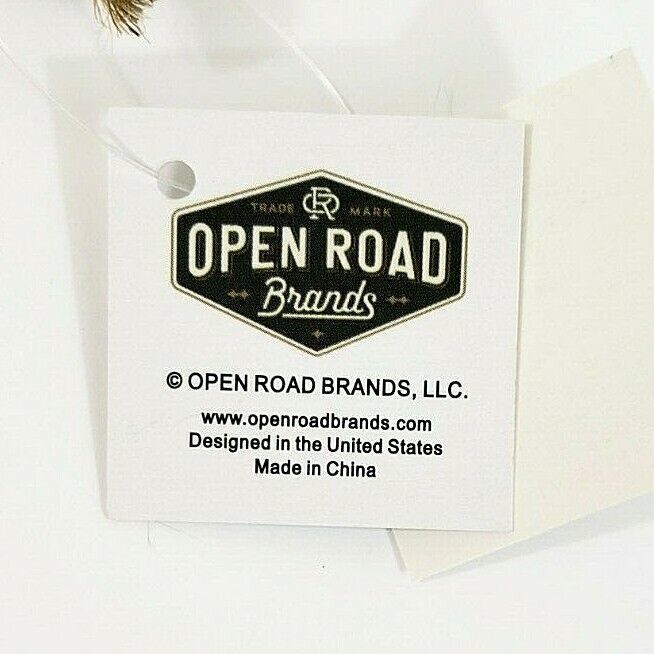 TRADE MARK
OPEN ROAD
Brands
© OPEN ROAD BRANDS, LLC.
www.openroadbrands.com
Designed in the United States
Made in China